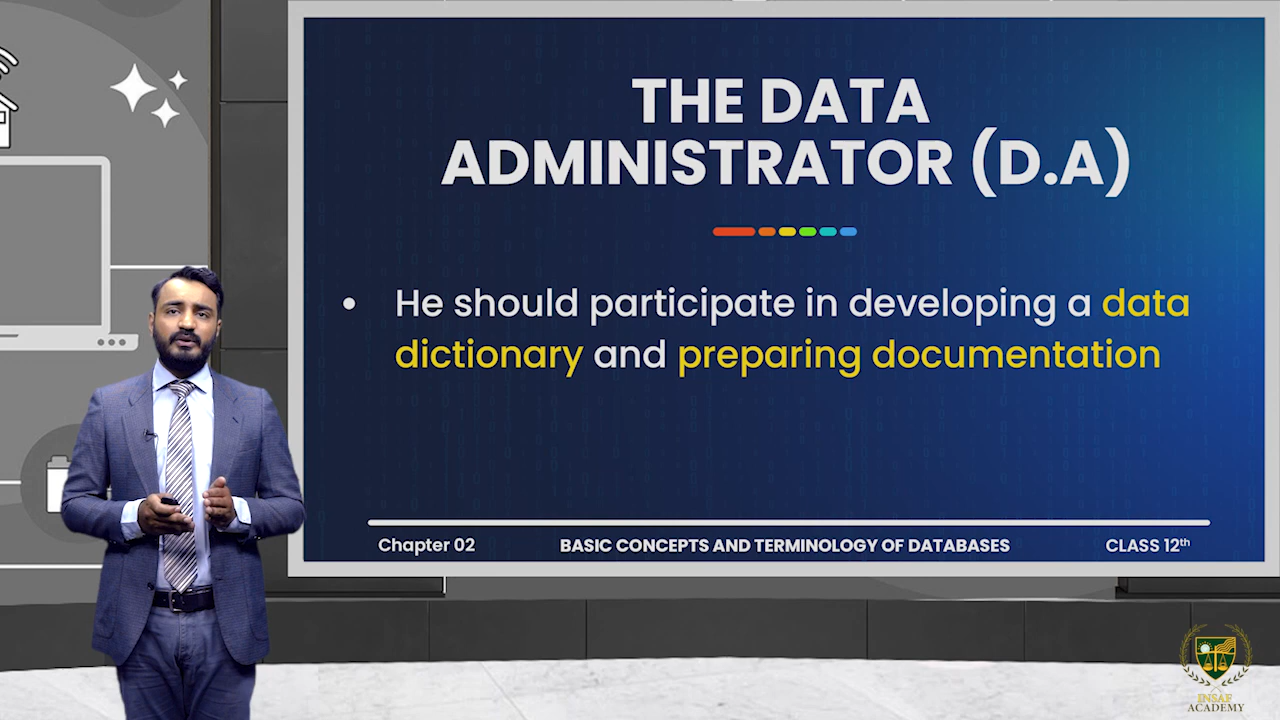 THE DATA
ADMINISTRATOR (D.A)
• He should participate in developing a data
dictionary and preparing documentation
Chapter 02 BASIC CONCEPTS AND TERMINOLOGY OF DATABASES CLASS 12th
INSAF
ACADEMY